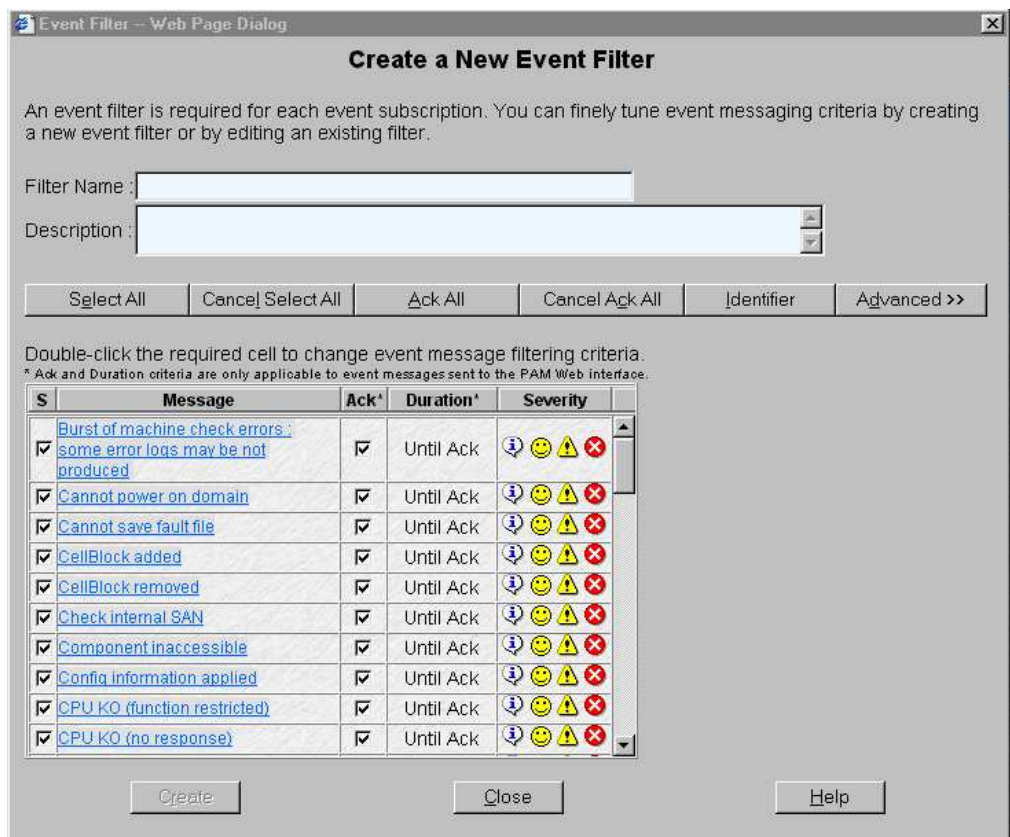 Event Filter -- Web Page Dialog
Create a New Event Filter
An event filter is required for each event subscription. You can finely tune event messaging criteria by creating
a new event filter or by editing an existing filter.
Filter Name :
Description :
Select All Cancel Select All Ack All Cancel Ack All Identifier Advanced >>
Double-click the required cell to change event message filtering criteria.
* Ack and Duration criteria are only applicable to event messages sent to the PAM Web interface.
S Message Ack* Duration* Severity
Burst of machine check errors :
some error logs may be not
produced
Until Ack
Cannot power on domain Until Ack
Cannot save fault file Until Ack
CellBlock added Until Ack
CellBlock removed Until Ack
Check internal SAN Until Ack
Component inaccessible Until Ack
Config information applied Until Ack
CPU KO (function restricted) Until Ack
CPU KO (no response) Until Ack
Create Close Help